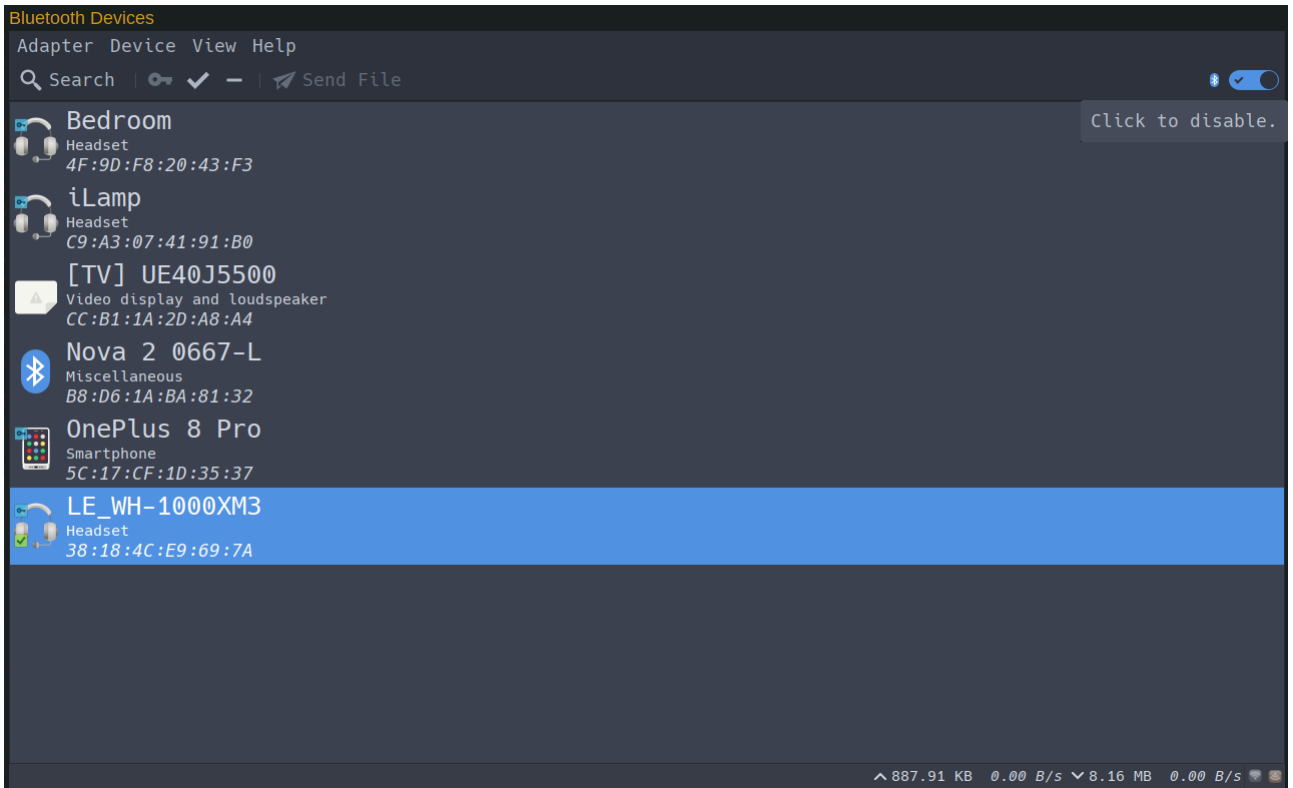 Bluetooth Devices
Adapter Device View Help
Search Send File
Click to disable.
Bedroom
Headset
4F:9D:F8:20:43:F3
iLamp
Headset
C9:A3:07:41:91:B0
[TV] UE40J5500
Video display and loudspeaker
CC:B1:1A:2D:A8:A4
Nova 2 0667-L
Miscellaneous
B8:D6:1A:BA:81:32
OnePlus 8 Pro
Smartphone
5C:17:CF:1D:35:37
LE_WH-1000XM3
Headset
38:18:4C:E9:69:7A
887.91 KB 0.00 B/s 8.16 MB 0.00 B/s